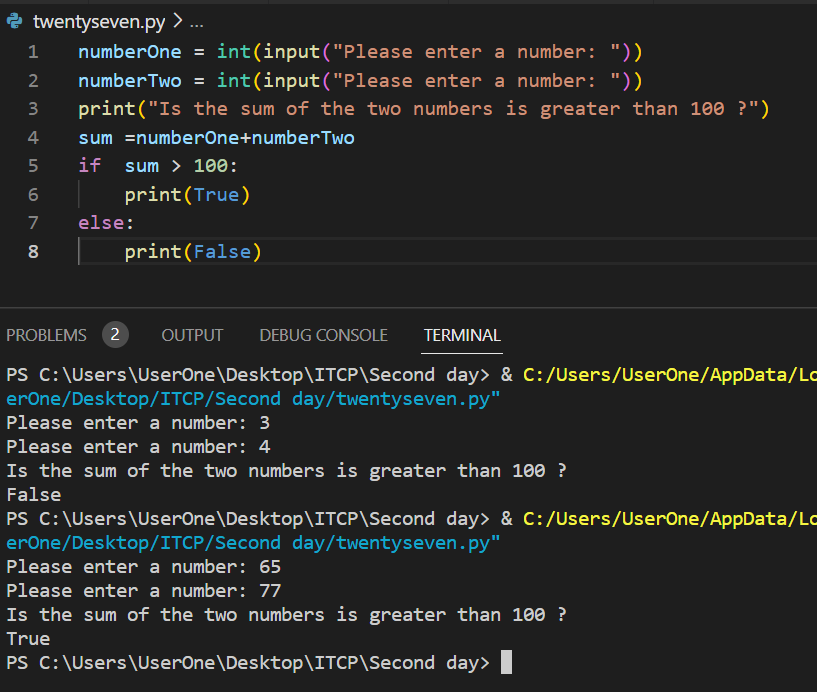 twentyseven.py > ...
1 numberOne = int(input("Please enter a number: "))
2 numberTwo = int(input("Please enter a number: "))
3 print("Is the sum of the two numbers is greater than 100 ?")
4 sum =numberOne+numberTwo
5 if  sum > 100:
6     print(True)
7 else:
8     print(False)
PROBLEMS 2 OUTPUT DEBUG CONSOLE TERMINAL
PS C:\Users\UserOne\Desktop\ITCP\Second day> & C:/Users/UserOne/AppData/Lo
erOne/Desktop/ITCP/Second day/twentyseven.py"
Please enter a number: 3
Please enter a number: 4
Is the sum of the two numbers is greater than 100 ?
False
PS C:\Users\UserOne\Desktop\ITCP\Second day> & C:/Users/UserOne/AppData/Lo
erOne/Desktop/ITCP/Second day/twentyseven.py"
Please enter a number: 65
Please enter a number: 77
Is the sum of the two numbers is greater than 100 ?
True
PS C:\Users\UserOne\Desktop\ITCP\Second day>